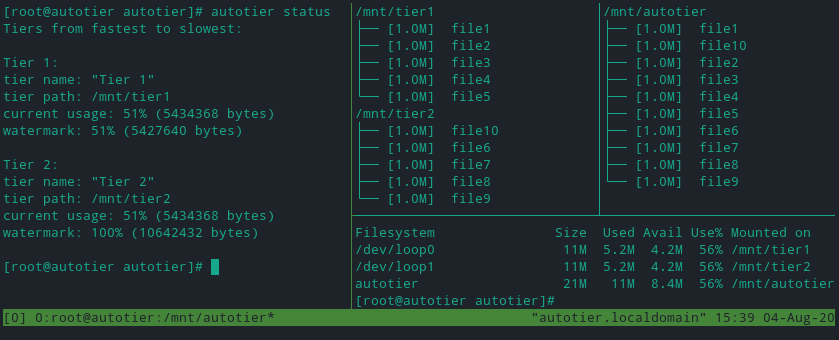 [root@autotier autotier]# autotier status
Tiers from fastest to slowest:
Tier 1:
tier name: "Tier 1"
tier path: /mnt/tier1
current usage: 51% (5434368 bytes)
watermark: 51% (5427640 bytes)
Tier 2:
tier name: "Tier 2"
tier path: /mnt/tier2
current usage: 51% (5434368 bytes)
watermark: 100% (10642432 bytes)
[root@autotier autotier]#
/mnt/tier1
├── [1.0M]  file1
├── [1.0M]  file2
├── [1.0M]  file3
├── [1.0M]  file4
└── [1.0M]  file5
/mnt/tier2
├── [1.0M]  file10
├── [1.0M]  file6
├── [1.0M]  file7
├── [1.0M]  file8
└── [1.0M]  file9
/mnt/autotier
├── [1.0M]  file1
├── [1.0M]  file10
├── [1.0M]  file2
├── [1.0M]  file3
├── [1.0M]  file4
├── [1.0M]  file5
├── [1.0M]  file6
├── [1.0M]  file7
├── [1.0M]  file8
└── [1.0M]  file9
Filesystem Size Used Avail Use% Mounted on
/dev/loop0 11M 5.2M 4.2M 56% /mnt/tier1
/dev/loop1 11M 5.2M 4.2M 56% /mnt/tier2
autotier 21M 11M 8.4M 56% /mnt/autotier
[root@autotier autotier]#
[0] 0:root@autotier:/mnt/autotier* "autotier.localdomain" 15:39 04-Aug-20